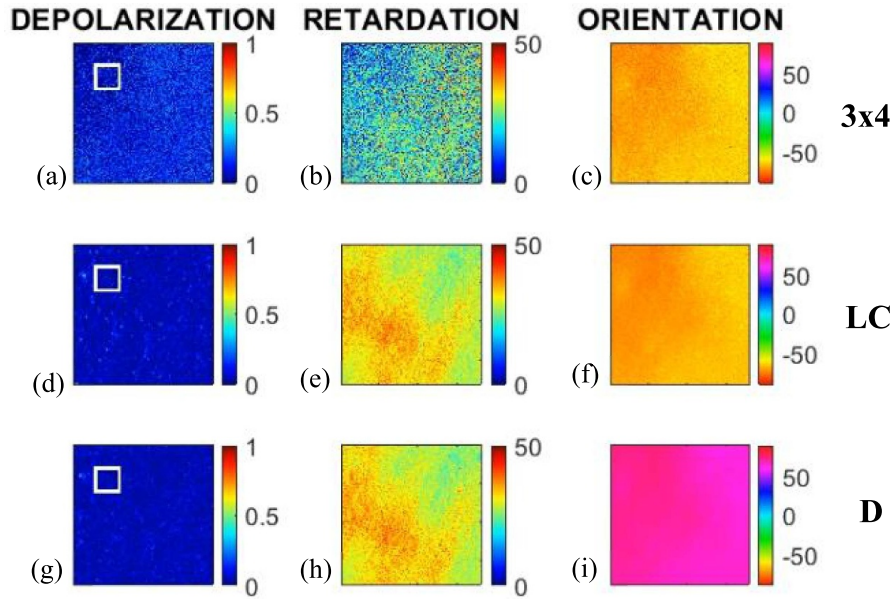 DEPOLARIZATION RETARDATION ORIENTATION
1 50 50
0.5 0 -50
0 0
(a) (b) (c) 3x4
1 50 50
0.5 0 -50
0 0
(d) (e) (f) LC
1 50 50
0.5 0 -50
0 0
(g) (h) (i) D